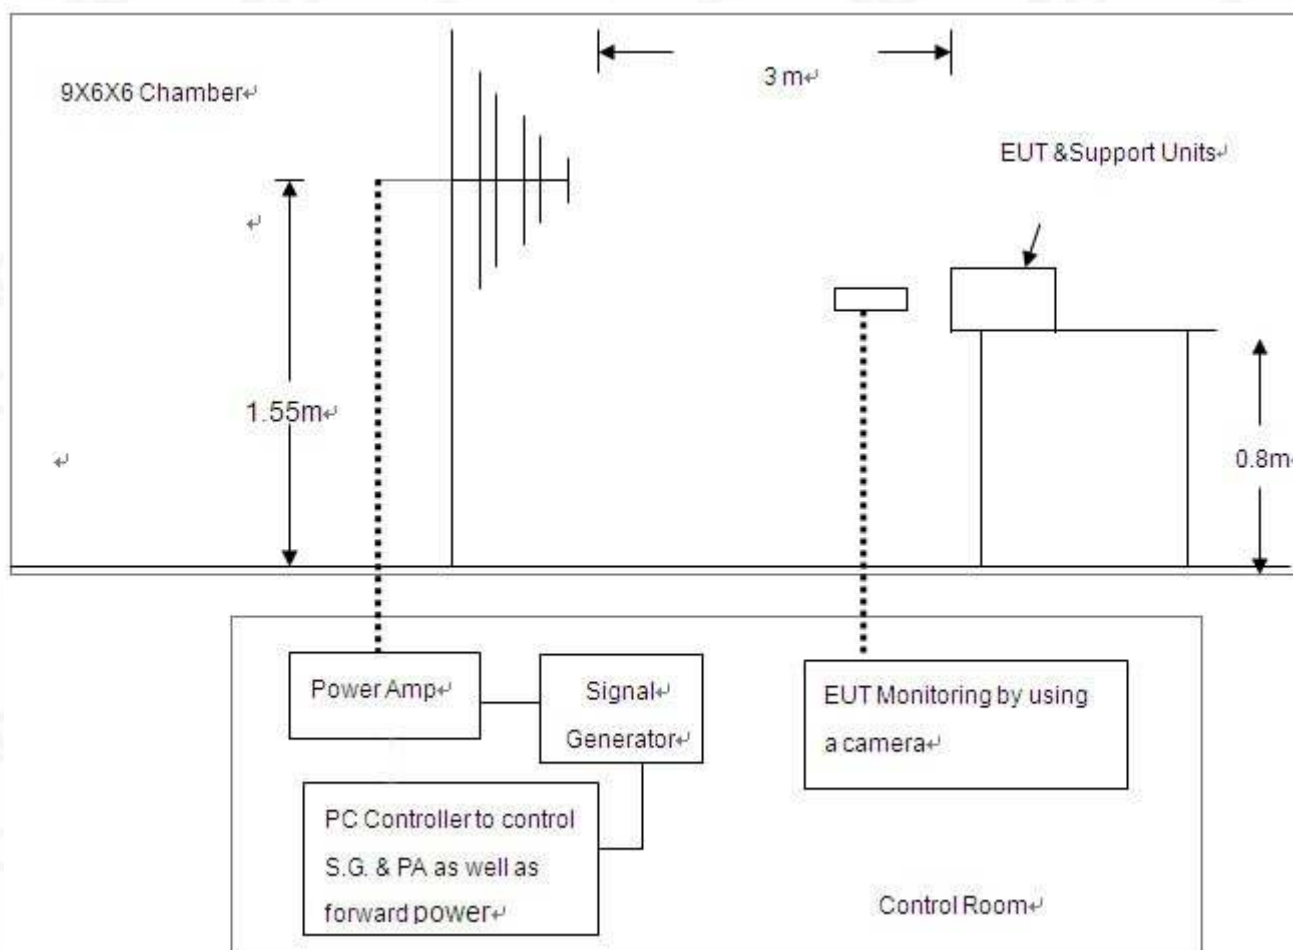 3 m
9X6X6 Chamber
EUT &Support Units
1.55m
0.8m
Power Amp
Signal
Generator
EUT Monitoring by using
a camera
PC Controller to control
S.G. & PA as well as
forward power
Control Room